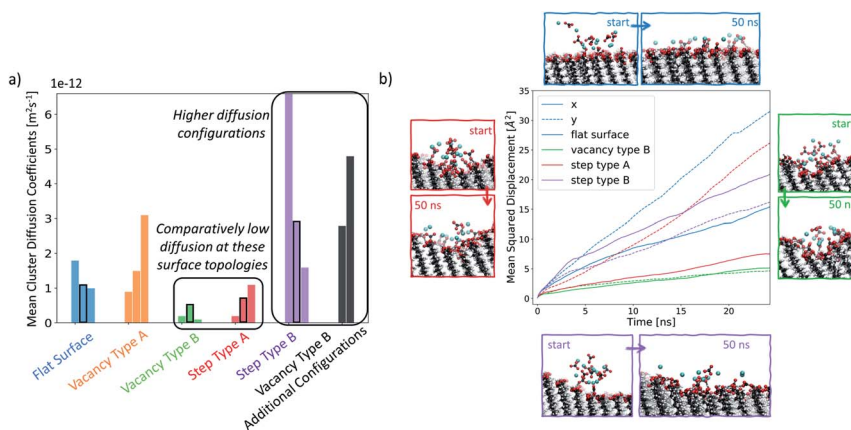 a)
1e-12
Mean Cluster Diffusion Coefficients [m²s⁻¹]
6
5
4
3
2
1
0
Higher diffusion
configurations
Comparatively low
diffusion at these
surface topologies
Flat Surface
Vacancy Type A
Vacancy Type B
Step Type A
Step Type B
Vacancy Type B
Additional Configurations
b)
start
50 ns
start
50 ns
Mean Squared Displacement [Å²]
35
30
25
20
15
10
5
0
x
y
flat surface
vacancy type B
step type A
step type B
0
5
10
15
20
Time [ns]
start
50 ns
start
50 ns